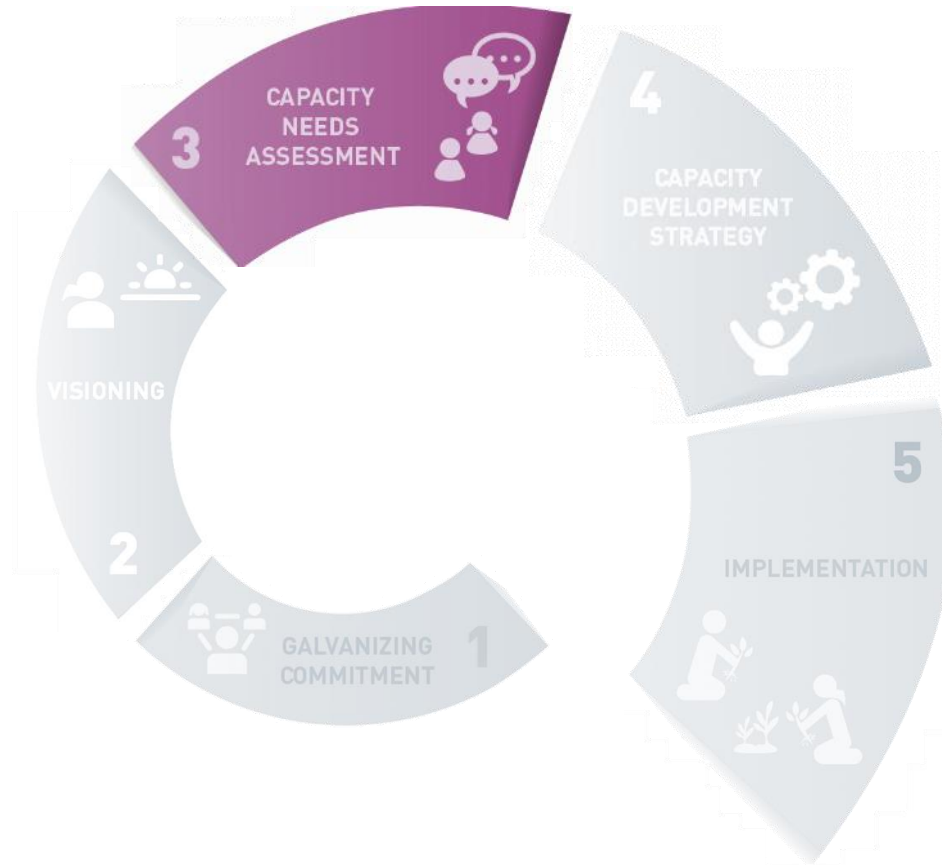 1
GALVANIZING
COMMITMENT
2
VISIONING
3
CAPACITY
NEEDS
ASSESSMENT
4
CAPACITY
DEVELOPMENT
STRATEGY
5
IMPLEMENTATION